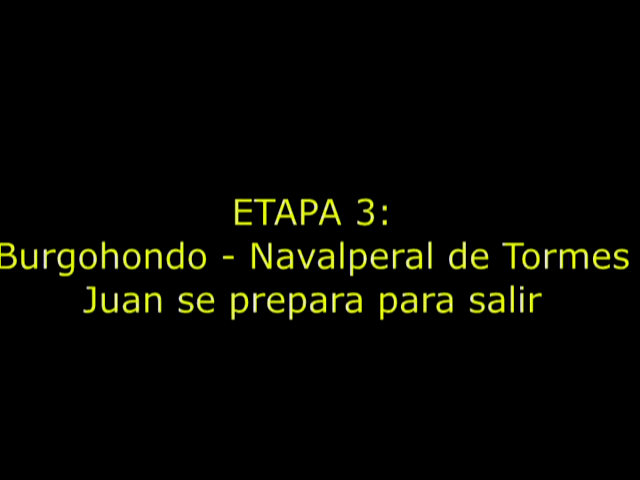 ETAPA 3:
Burgohondo - Navalperal de Tormes
Juan se prepara para salir